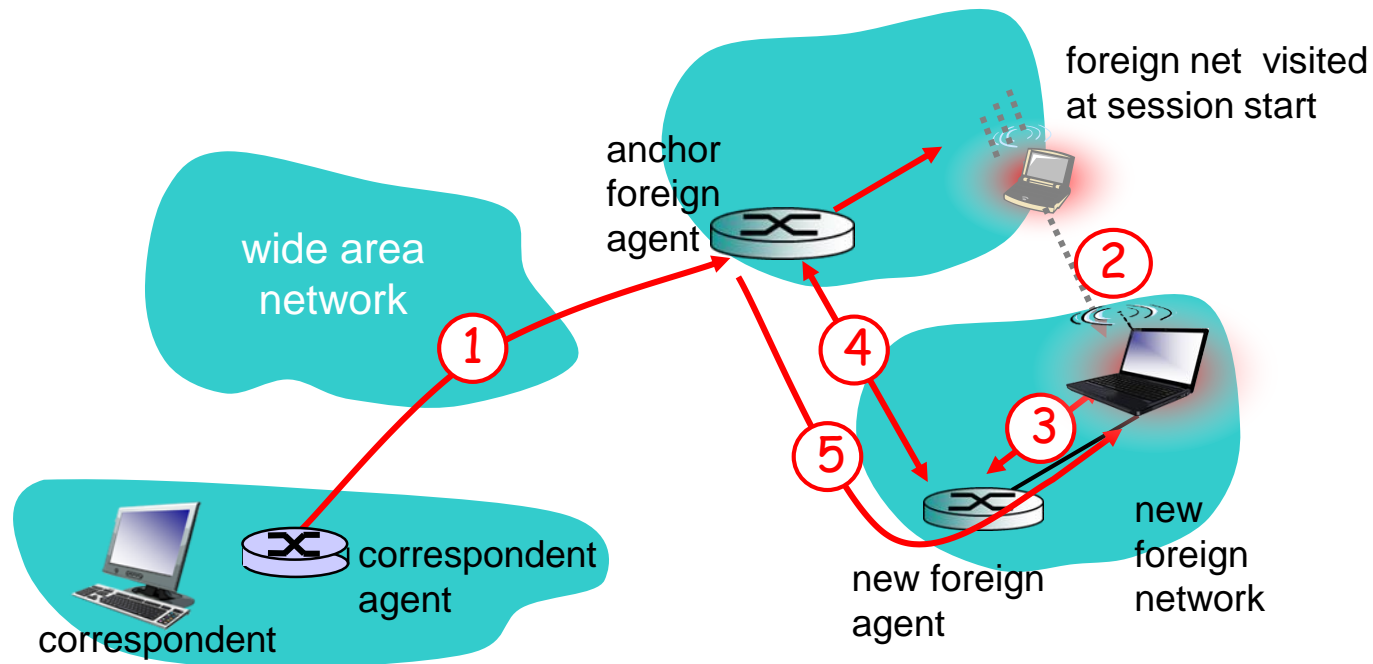 foreign net visited
at session start
anchor
foreign
agent
wide area
network
2
1
4
3
5
correspondent
agent
correspondent
new foreign
agent
new
foreign
network